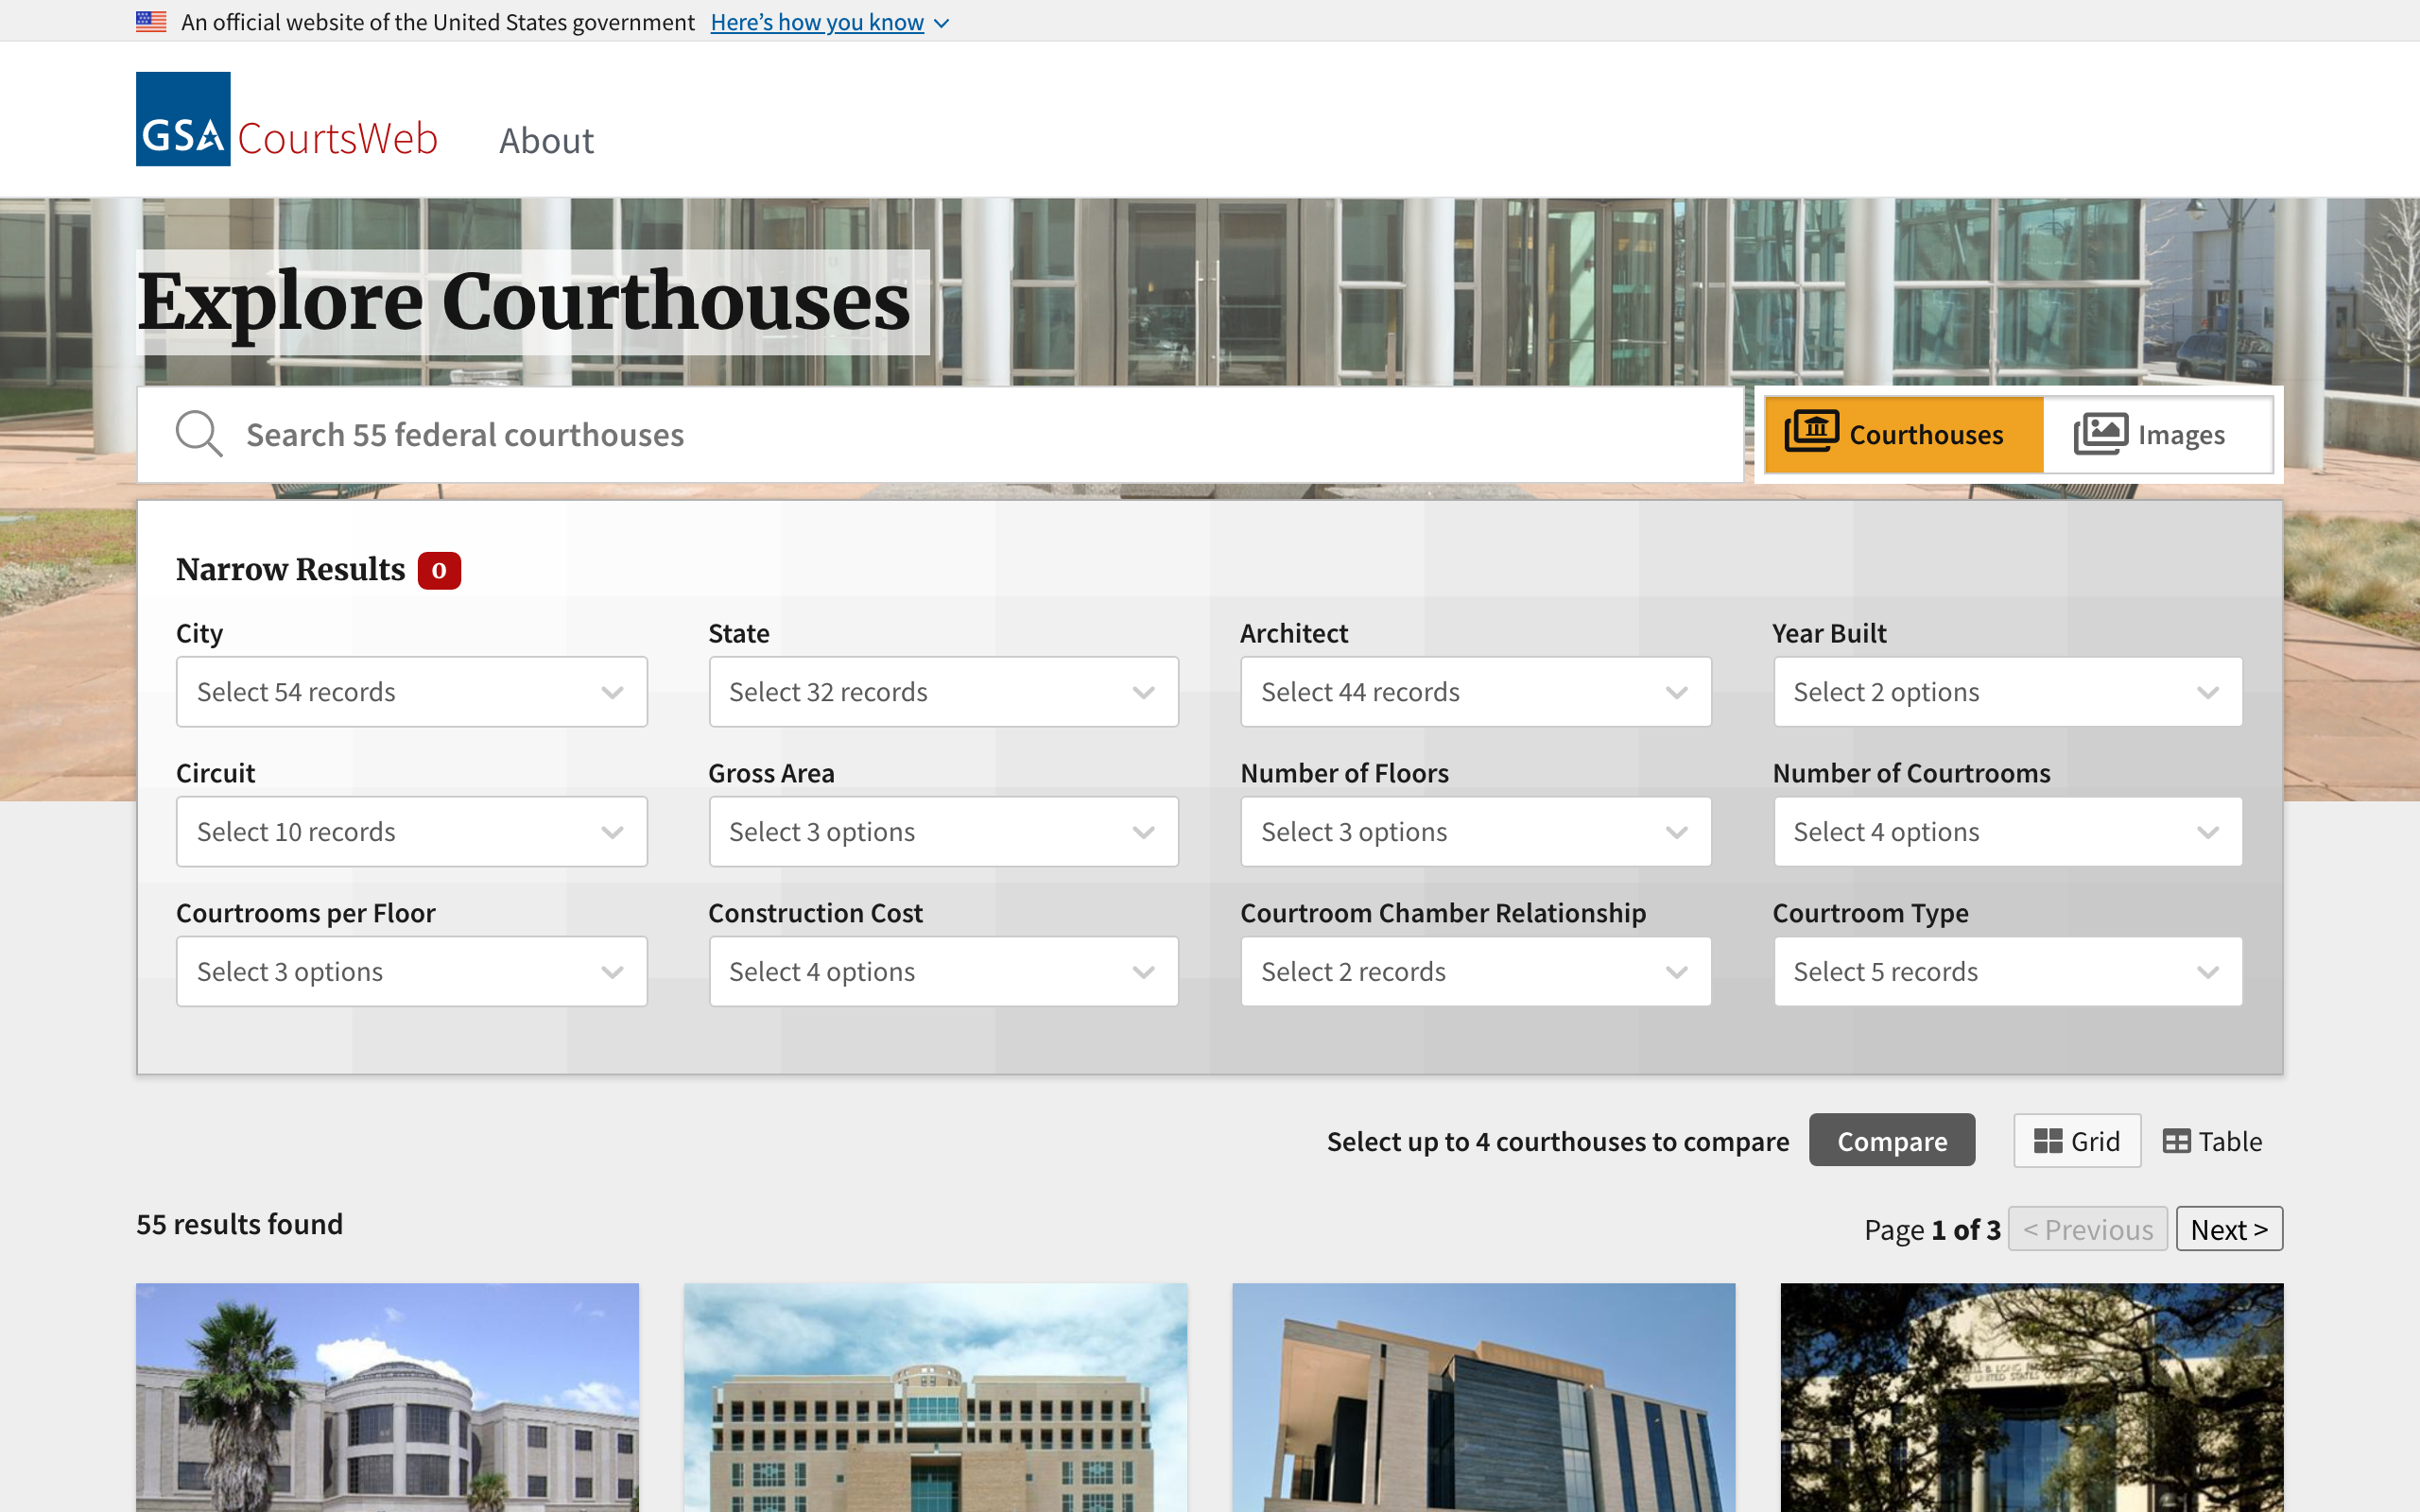 An official website of the United States government Here's how you know
GSA CourtsWeb About
Explore Courthouses
Search 55 federal courthouses
Courthouses Images
Narrow Results 0
City State Architect Year Built
Select 54 records Select 32 records Select 44 records Select 2 options
Circuit Gross Area Number of Floors Number of Courtrooms
Select 10 records Select 3 options Select 3 options Select 4 options
Courtrooms per Floor Construction Cost Courtroom Chamber Relationship Courtroom Type
Select 3 options Select 4 options Select 2 records Select 5 records
Select up to 4 courthouses to compare Compare Grid Table
55 results found Page 1 of 3 < Previous Next >